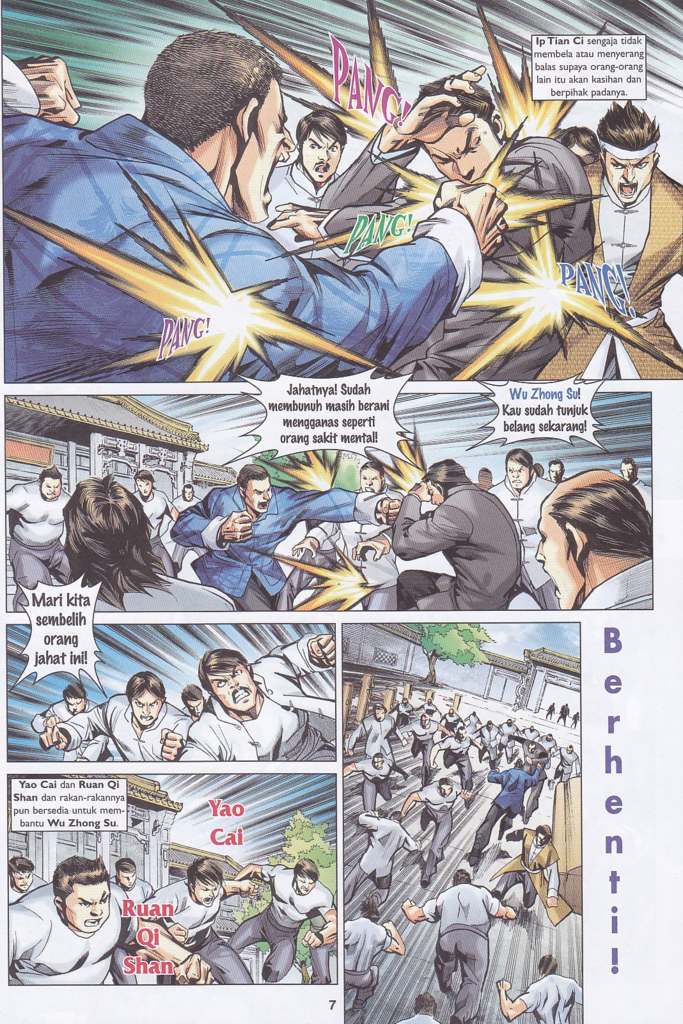 Ip Tian Ci sengaja tidak
membela atau menyerang
balas supaya orang-orang
lain itu akan kasihan dan
berpihak padanya.
PANG!
PANG!
PANG!
PANG!
Jahatnya! Sudah
membunuh masih berani
mengganas seperti
orang sakit mental!
Wu Zhong Su!
Kau sudah tunjuk
belang sekarang!
Mari kita
sembelih
orang
jahat ini!
Berhenti!
Yao Cai dan Ruan Qi
Shan dan rakan-rakannya
pun bersedia untuk mem-
bantu Wu Zhong Su.
Yao
Cai
Ruan
Qi
Shan
7